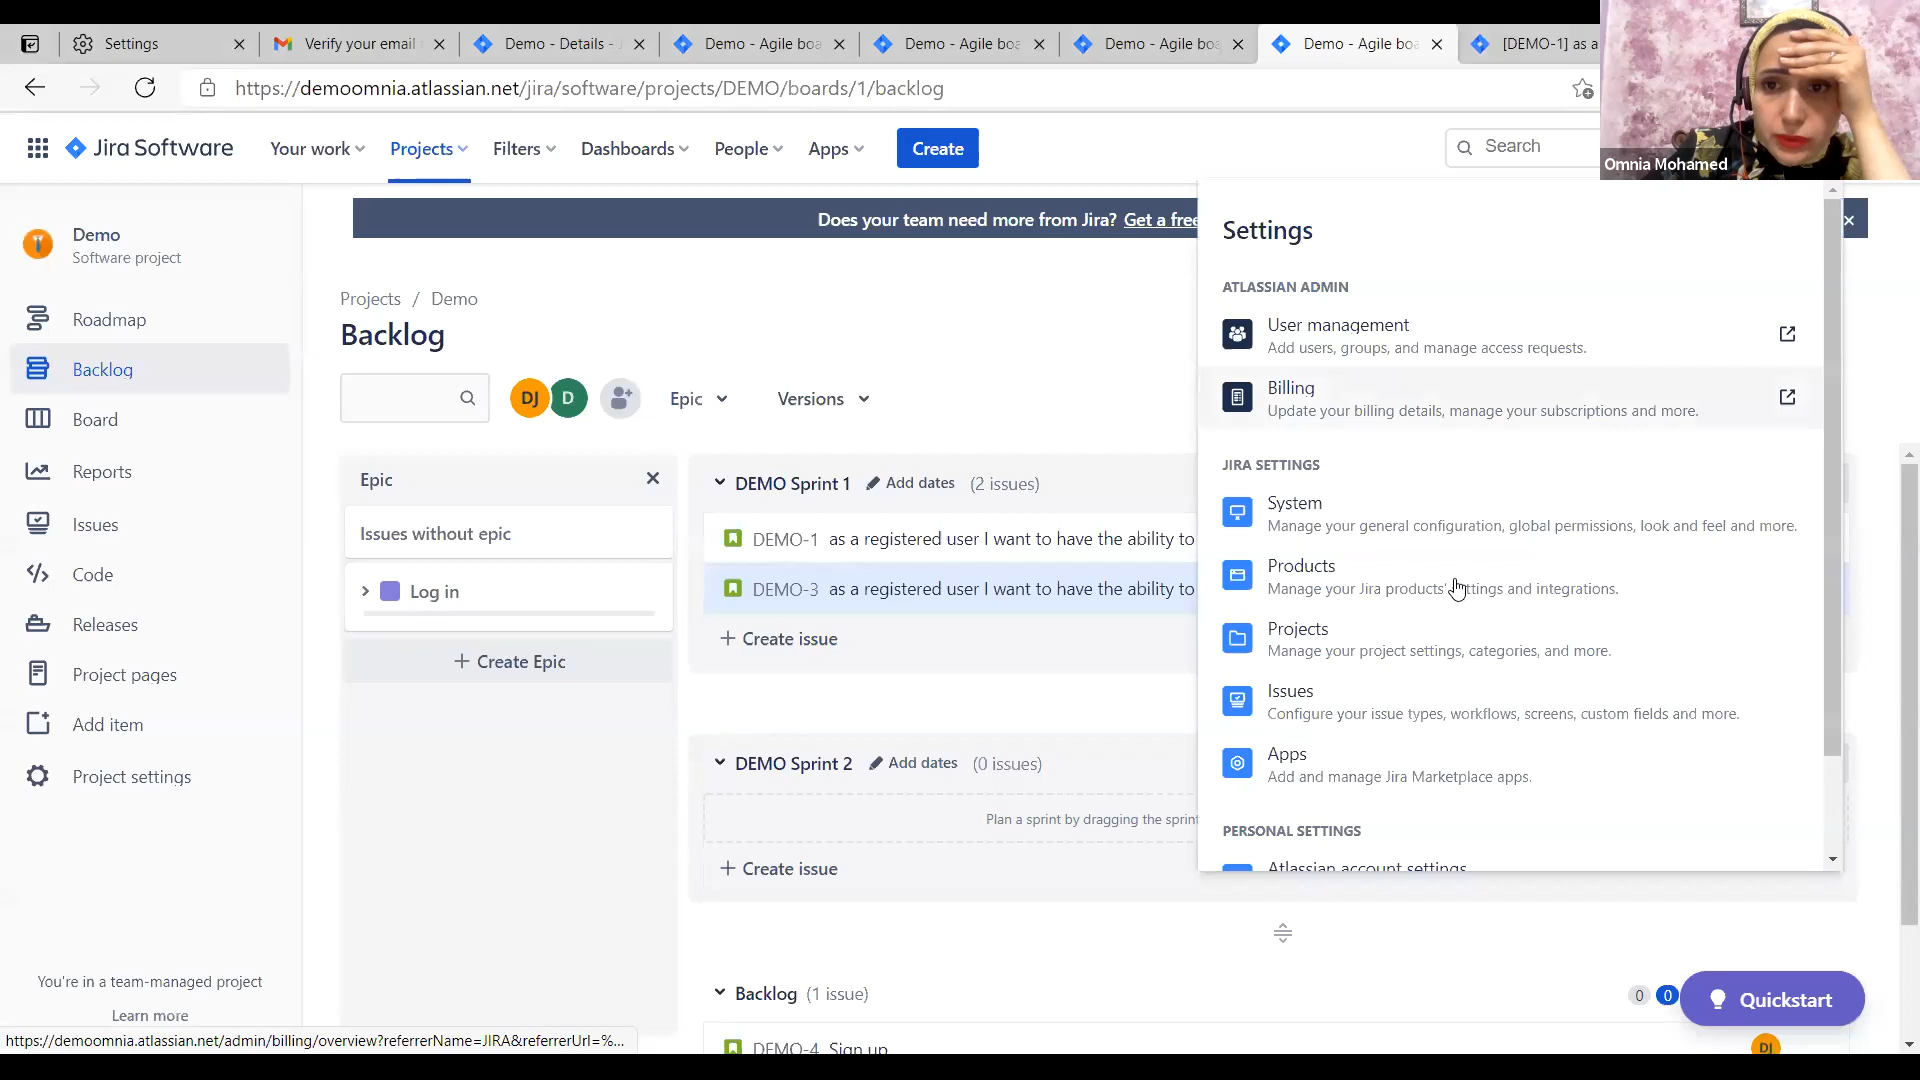 Settings
Verify your email
Demo - Details -
Demo - Agile boa
Demo - Agile boa
Demo - Agile boa
Demo - Agile boa
[DEMO-1] as a
https://demoomnia.atlassian.net/jira/software/projects/DEMO/boards/1/backlog
Jira Software
Your work
Projects
Filters
Dashboards
People
Apps
Create
Search
Omnia Mohamed
Does your team need more from Jira? Get a free
Demo
Software project
Roadmap
Backlog
Board
Reports
Issues
Code
Releases
Project pages
Add item
Project settings
You're in a team-managed project
Learn more
https://demoomnia.atlassian.net/admin/billing/overview?referrerName=JIRA&referrerUrl=%...
Projects / Demo
Backlog
DJ
D
Epic
Versions
Epic
Issues without epic
Log in
+ Create Epic
DEMO Sprint 1
Add dates
(2 issues)
DEMO-1 as a registered user I want to have the ability to
DEMO-3 as a registered user I want to have the ability to
+ Create issue
DEMO Sprint 2
Add dates
(0 issues)
Plan a sprint by dragging the sprint
+ Create issue
Backlog (1 issue)
0
0
DEMO-4 Sign up
DJ
Quickstart
Settings
ATLASSIAN ADMIN
User management
Add users, groups, and manage access requests.
Billing
Update your billing details, manage your subscriptions and more.
JIRA SETTINGS
System
Manage your general configuration, global permissions, look and feel and more.
Products
Manage your Jira products' settings and integrations.
Projects
Manage your project settings, categories, and more.
Issues
Configure your issue types, workflows, screens, custom fields and more.
Apps
Add and manage Jira Marketplace apps.
PERSONAL SETTINGS
Atlassian account settings